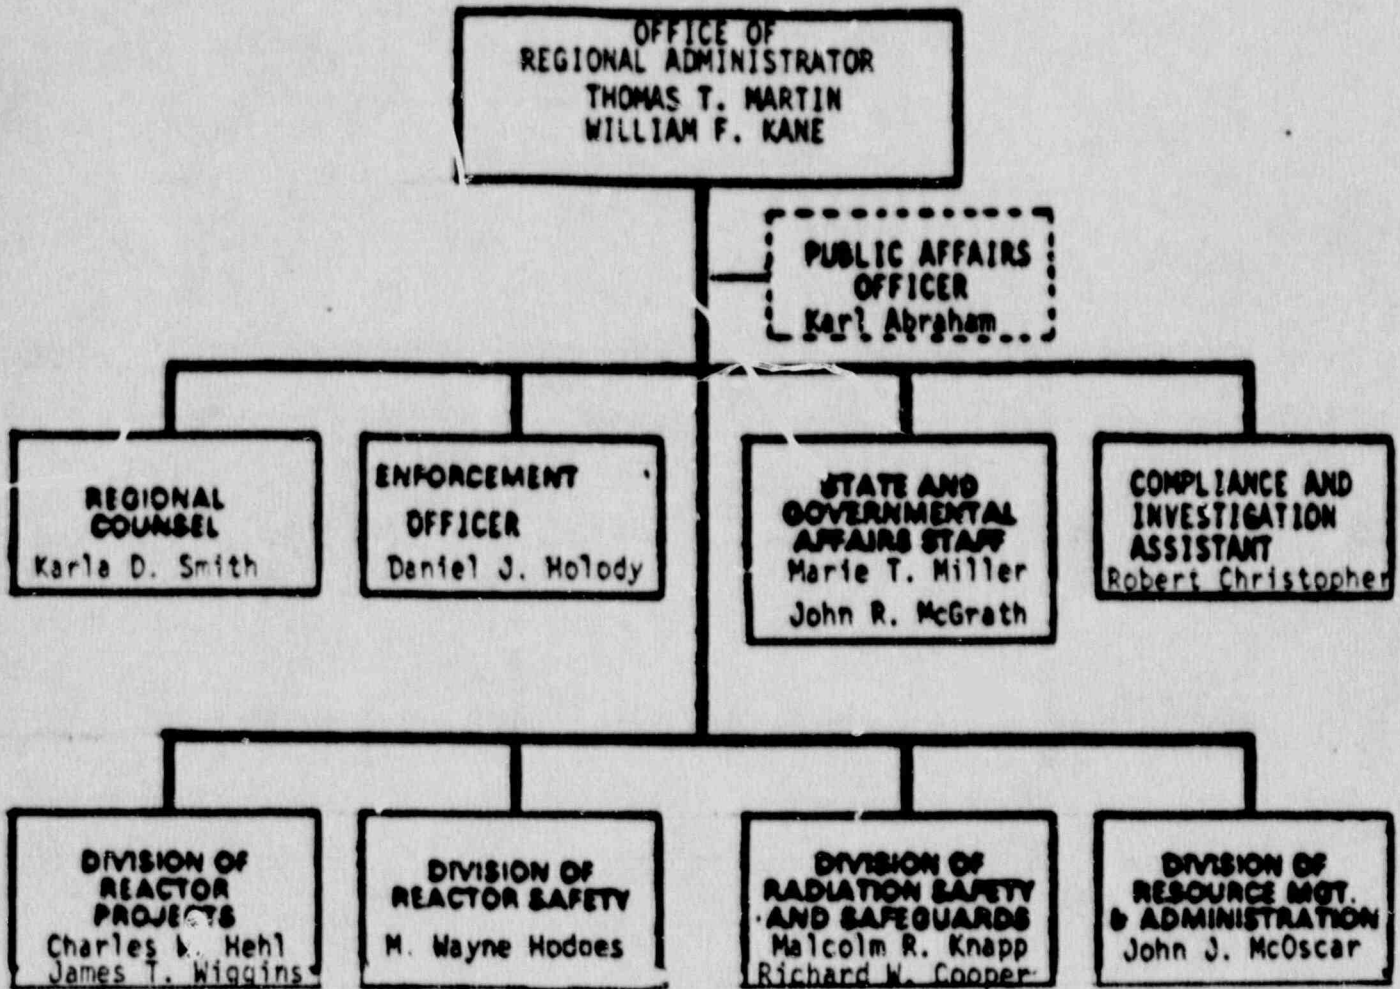 OFFICE OF
REGIONAL ADMINISTRATOR
THOMAS T. MARTIN
WILLIAM F. KANE
PUBLIC AFFAIRS
OFFICER
Karl Abraham
REGIONAL
COUNSEL
Karla D. Smith
ENFORCEMENT
OFFICER
Daniel J. Holody
STATE AND
GOVERNMENTAL
AFFAIRS STAFF
Marie T. Miller
John R. McGrath
COMPLIANCE AND
INVESTIGATION
ASSISTANT
Robert Christopher
DIVISION OF
REACTOR
PROJECTS
Charles Hehl
James T. Wiggins
DIVISION OF
REACTOR SAFETY
M. Wayne Hodoes
DIVISION OF
RADIATION SAFETY
AND SAFEGUARDS
Malcolm R. Knapp
Richard W. Cooper
DIVISION OF
RESOURCE MGT.
& ADMINISTRATION
John J. McOscar